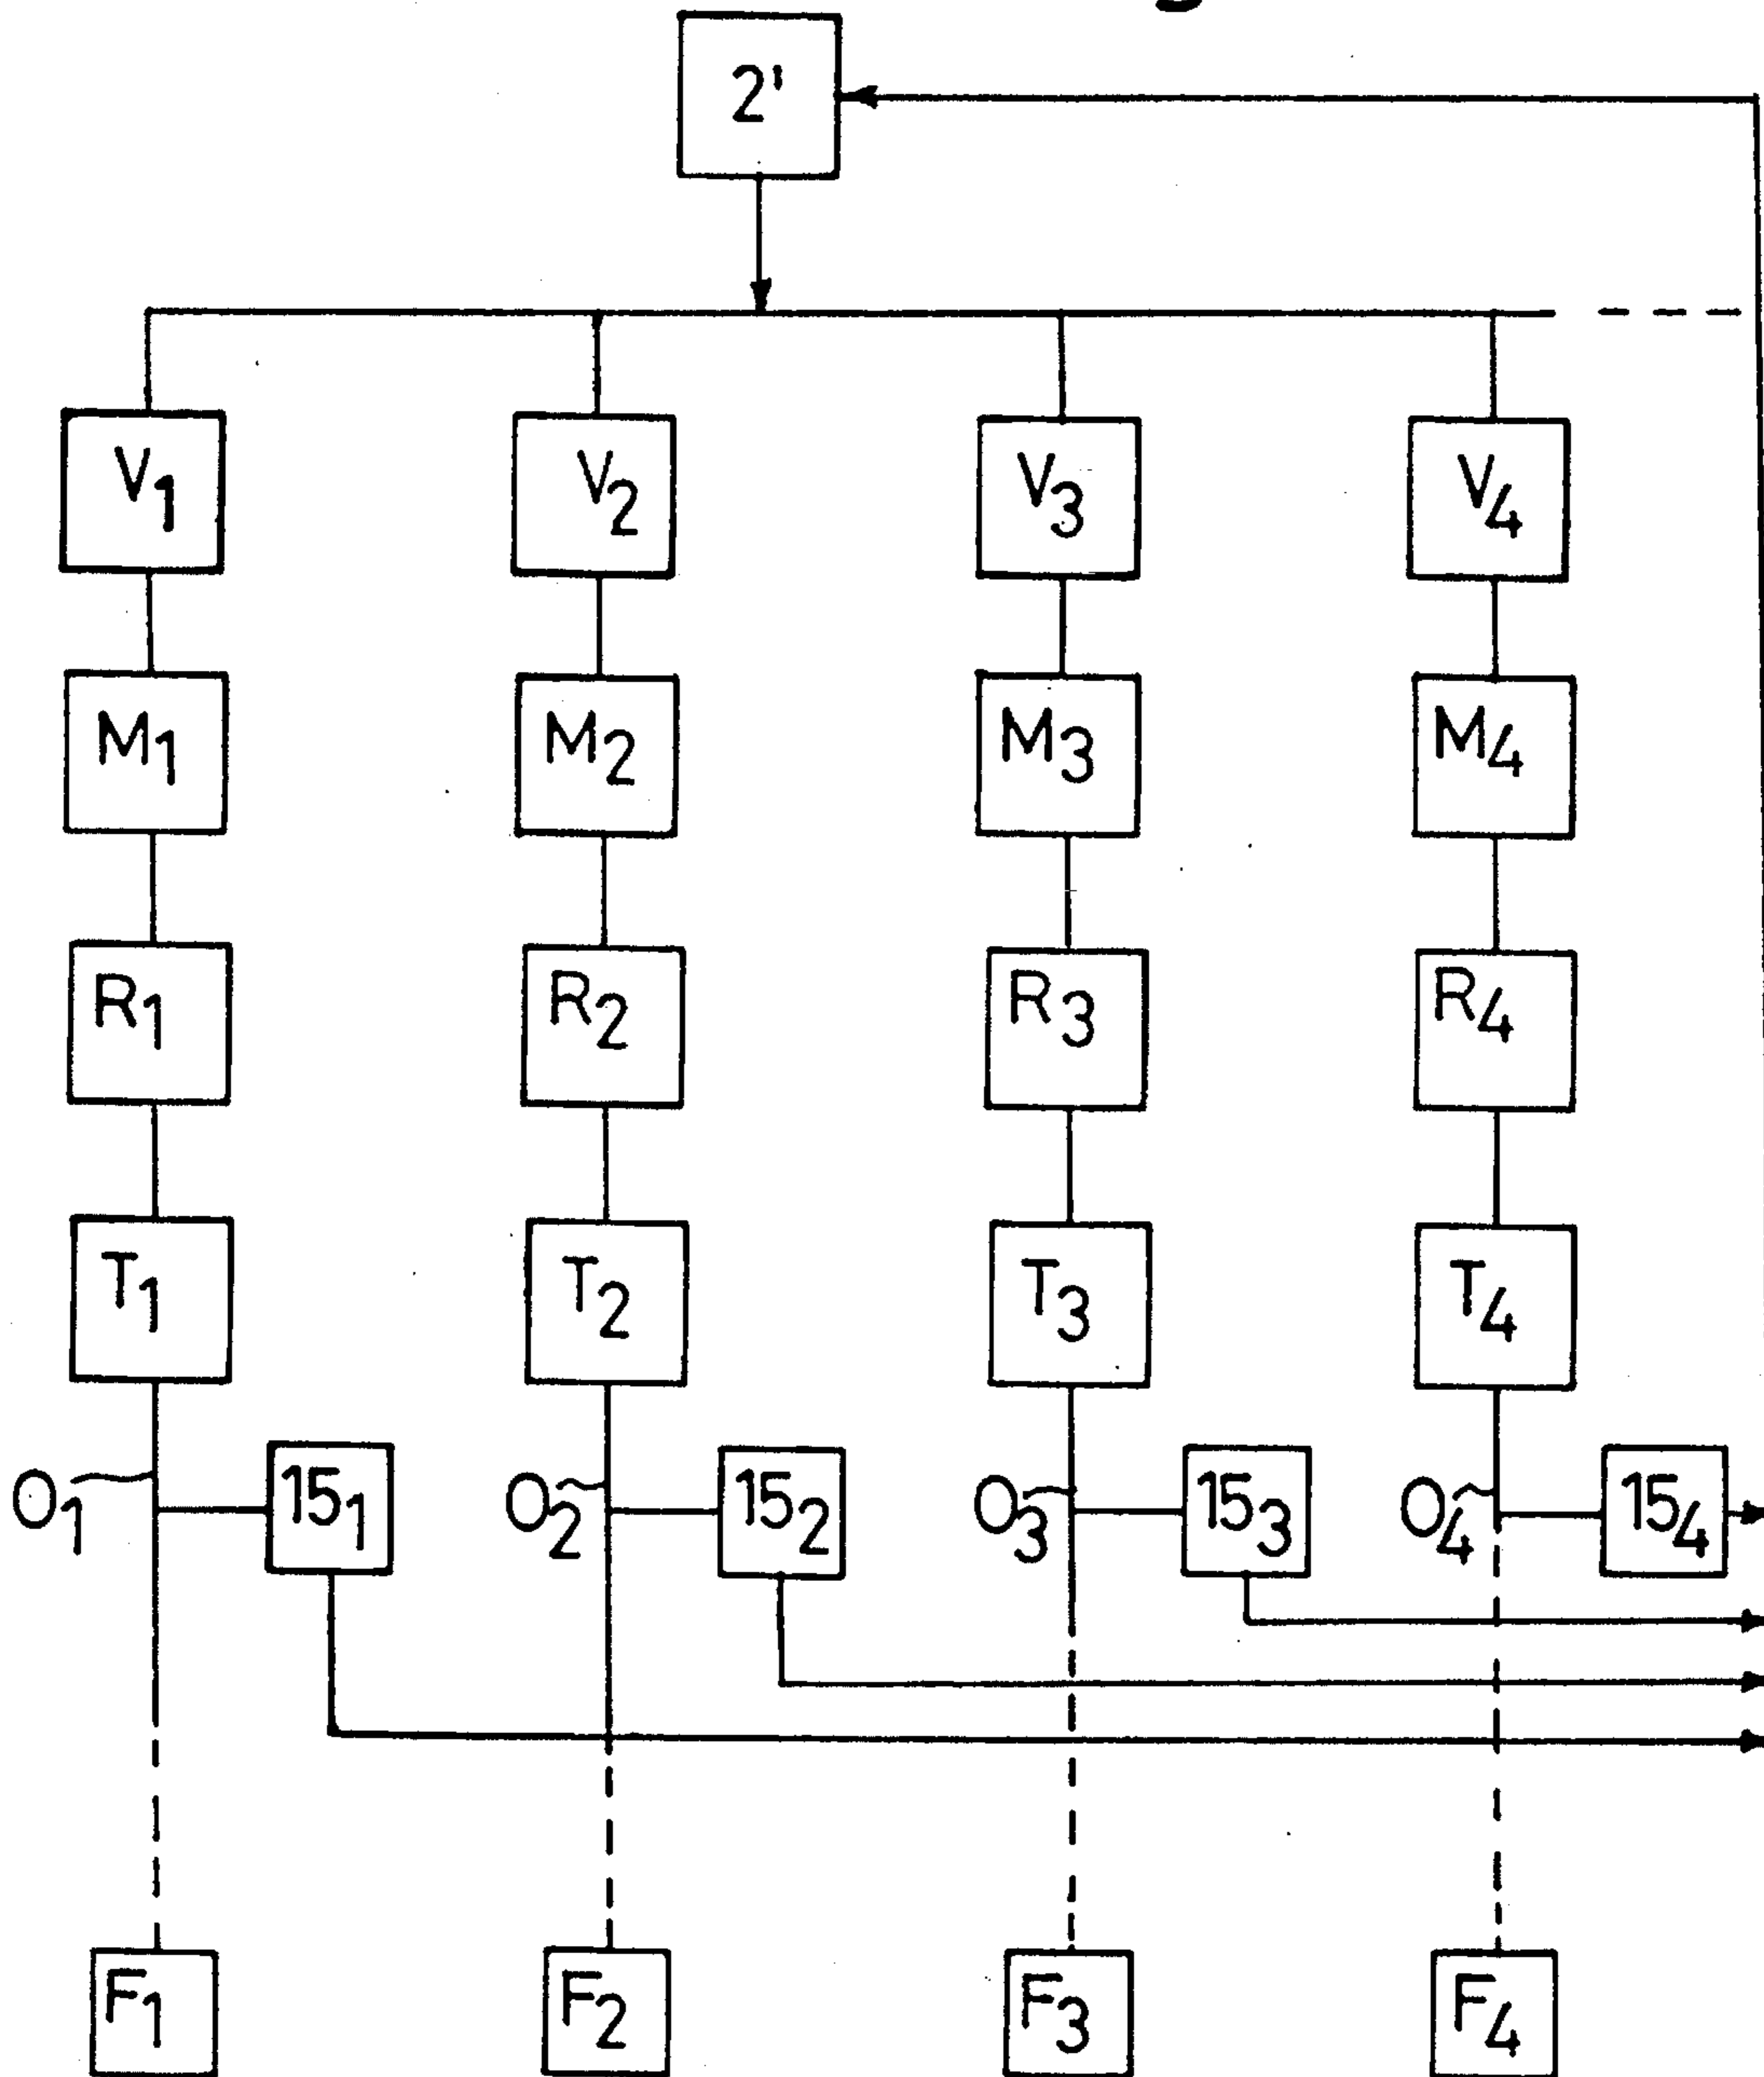 2'
V1 V2 V3 V4
M1 M2 M3 M4
R1 R2 R3 R4
T1 T2 T3 T4
O1 151 O2 152 O3 153 O4 154
F1 F2 F3 F4